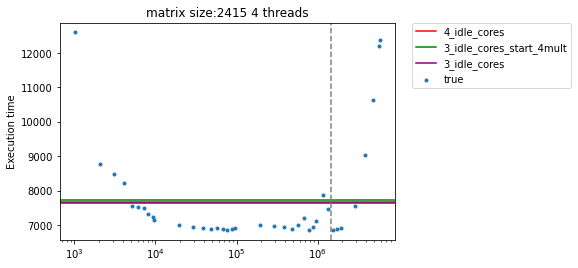 matrix size:2415 4 threads
Execution time
12000
11000
10000
9000
8000
7000
10³
10⁴
10⁵
10⁶
4_idle_cores
3_idle_cores_start_4mult
3_idle_cores
true